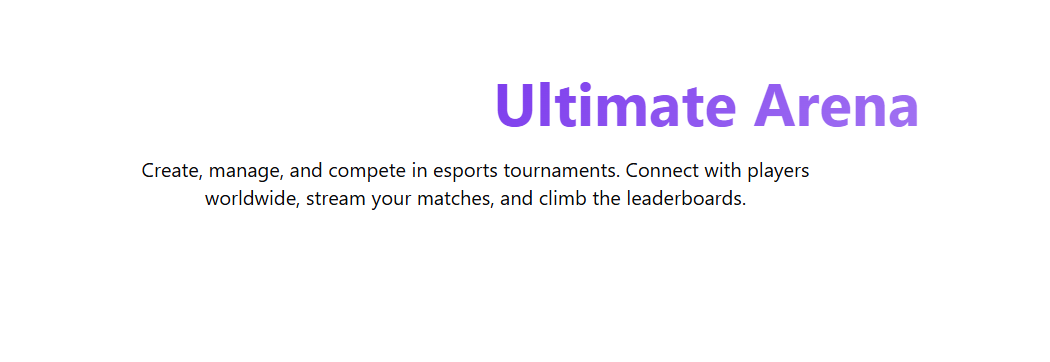 Ultimate Arena
Create, manage, and compete in esports tournaments. Connect with players
worldwide, stream your matches, and climb the leaderboards.